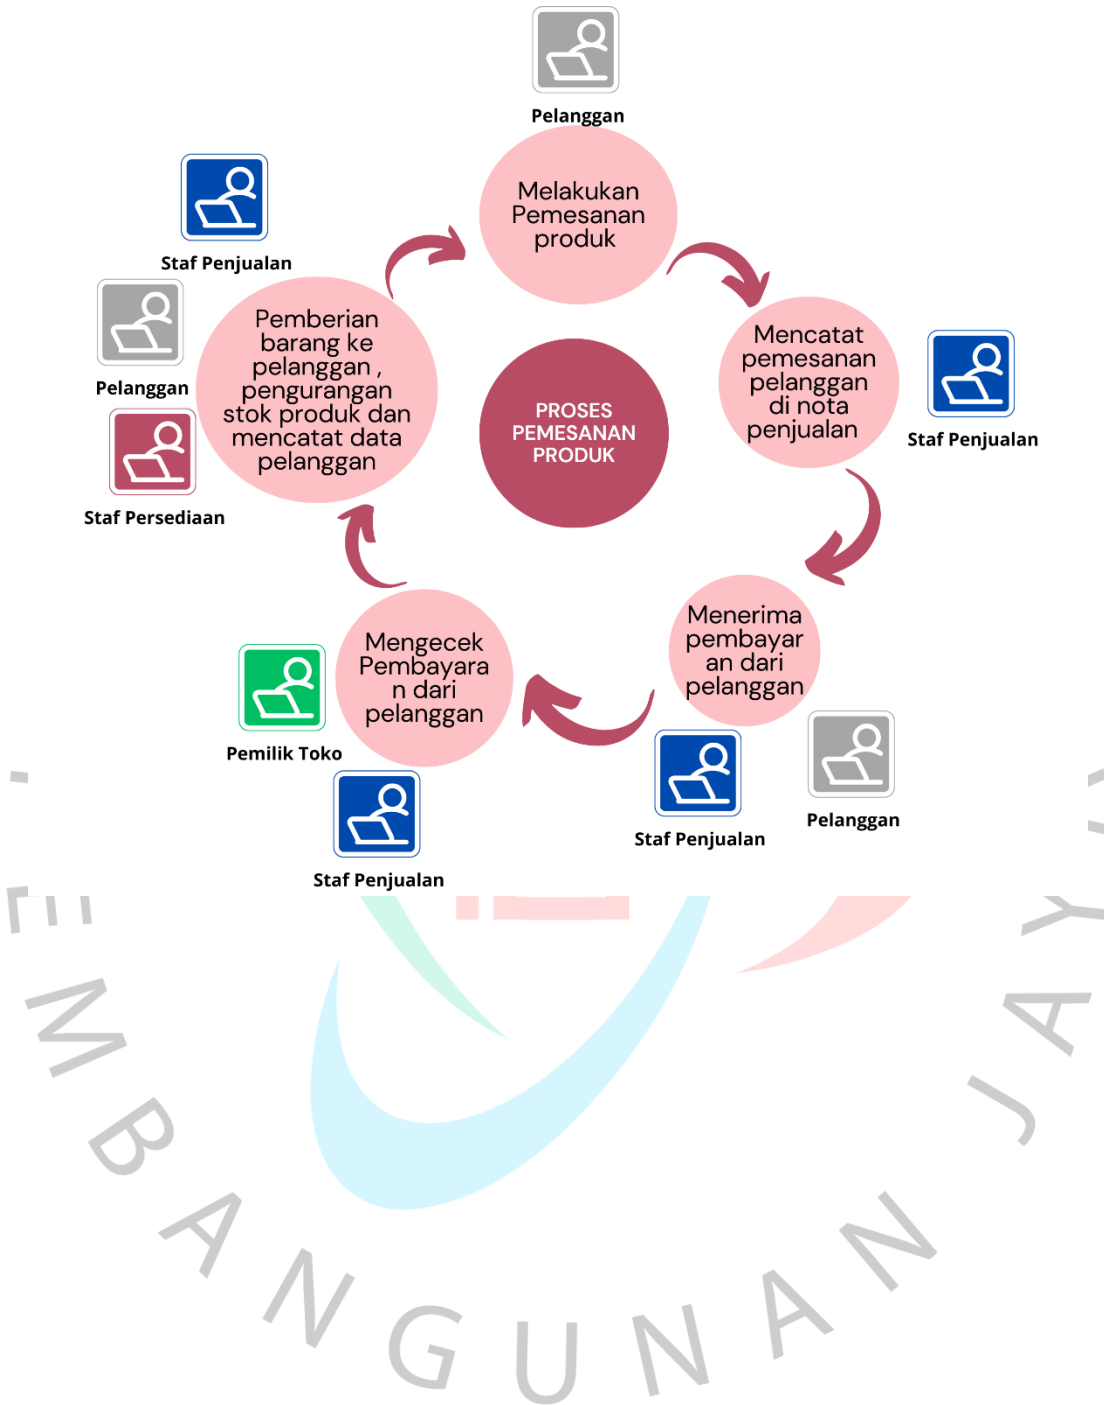 Pelanggan
Melakukan
Pemesanan
produk
Mencatat
pemesanan
pelanggan
di nota
penjualan
Staf Penjualan
Menerima
pembayar
an dari
pelanggan
Staf Penjualan
Pelanggan
Mengecek
Pembayara
n dari
pelanggan
Pemilik Toko
Staf Penjualan
Staf Penjualan
Pelanggan
Staf Persediaan
Pemberian
barang ke
pelanggan ,
pengurangan
stok produk dan
mencatat data
pelanggan
PROSES
PEMESANAN
PRODUK
EMBANGUNAN JAY